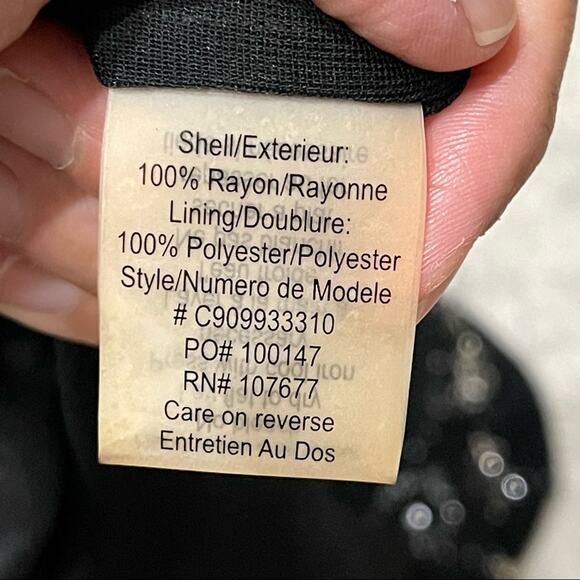 Shell/Exterieur:
100% Rayon/Rayonne
Lining/Doublure:
100% Polyester/Polyester
Style/Numero de Modele
# C909933310
PO# 100147
RN# 107677
Care on reverse
Entretien Au Dos